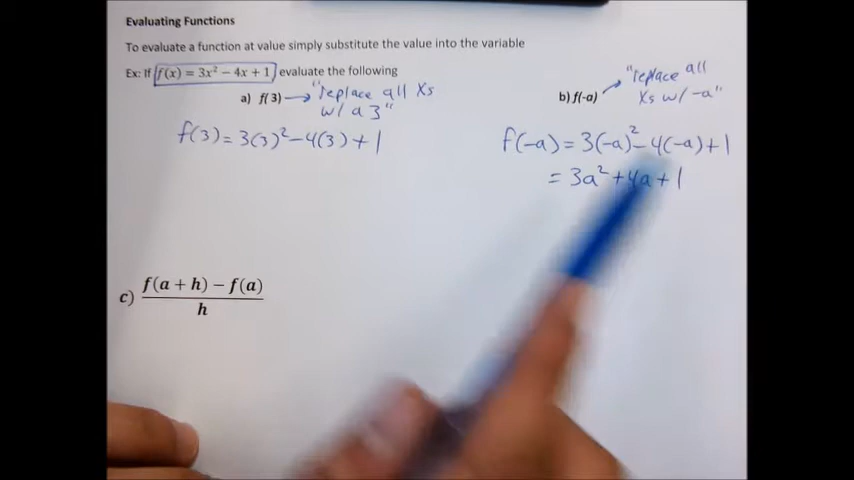 Evaluating Functions
To evaluate a function at value simply substitute the value into the variable
Ex: If f(x) = 3x² − 4x + 1 evaluate the following
a) f(3) → "replace all Xs
w/ a 3"
f(3) = 3(3)² − 4(3) + 1
b) f(-a) → "replace all
Xs w/ -a"
f(-a) = 3(-a)² − 4(-a) + 1
= 3a² + 4a + 1
c) f(a + h) − f(a)
h